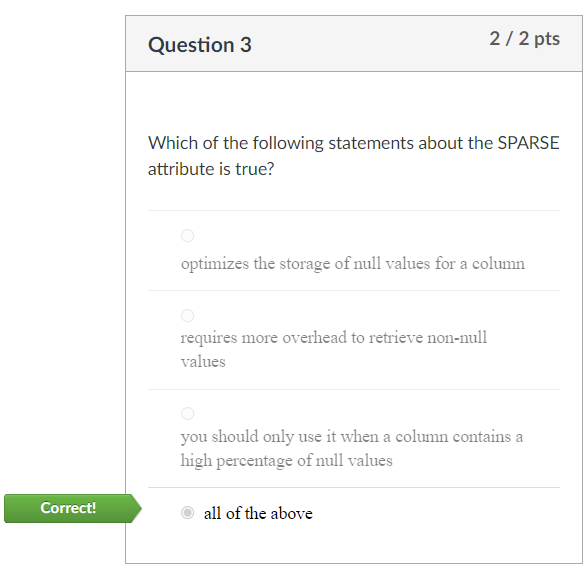 Question 3
2 / 2 pts
Which of the following statements about the SPARSE
attribute is true?
optimizes the storage of null values for a column
requires more overhead to retrieve non-null
values
you should only use it when a column contains a
high percentage of null values
Correct!
all of the above